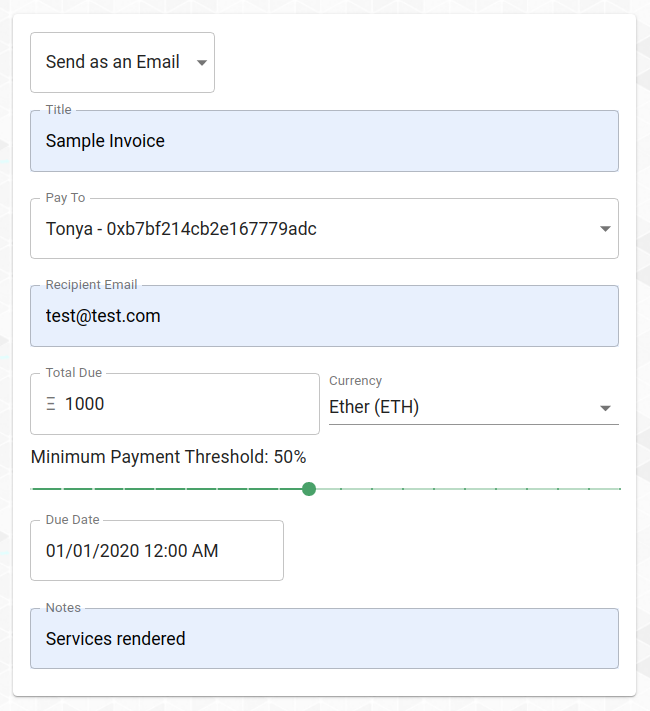 Send as an Email
Title
Sample Invoice
Pay To
Tonya - 0xb7bf214cb2e167779adc
Recipient Email
test@test.com
Total Due
Ξ 1000
Currency
Ether (ETH)
Minimum Payment Threshold: 50%
Due Date
01/01/2020 12:00 AM
Notes
Services rendered